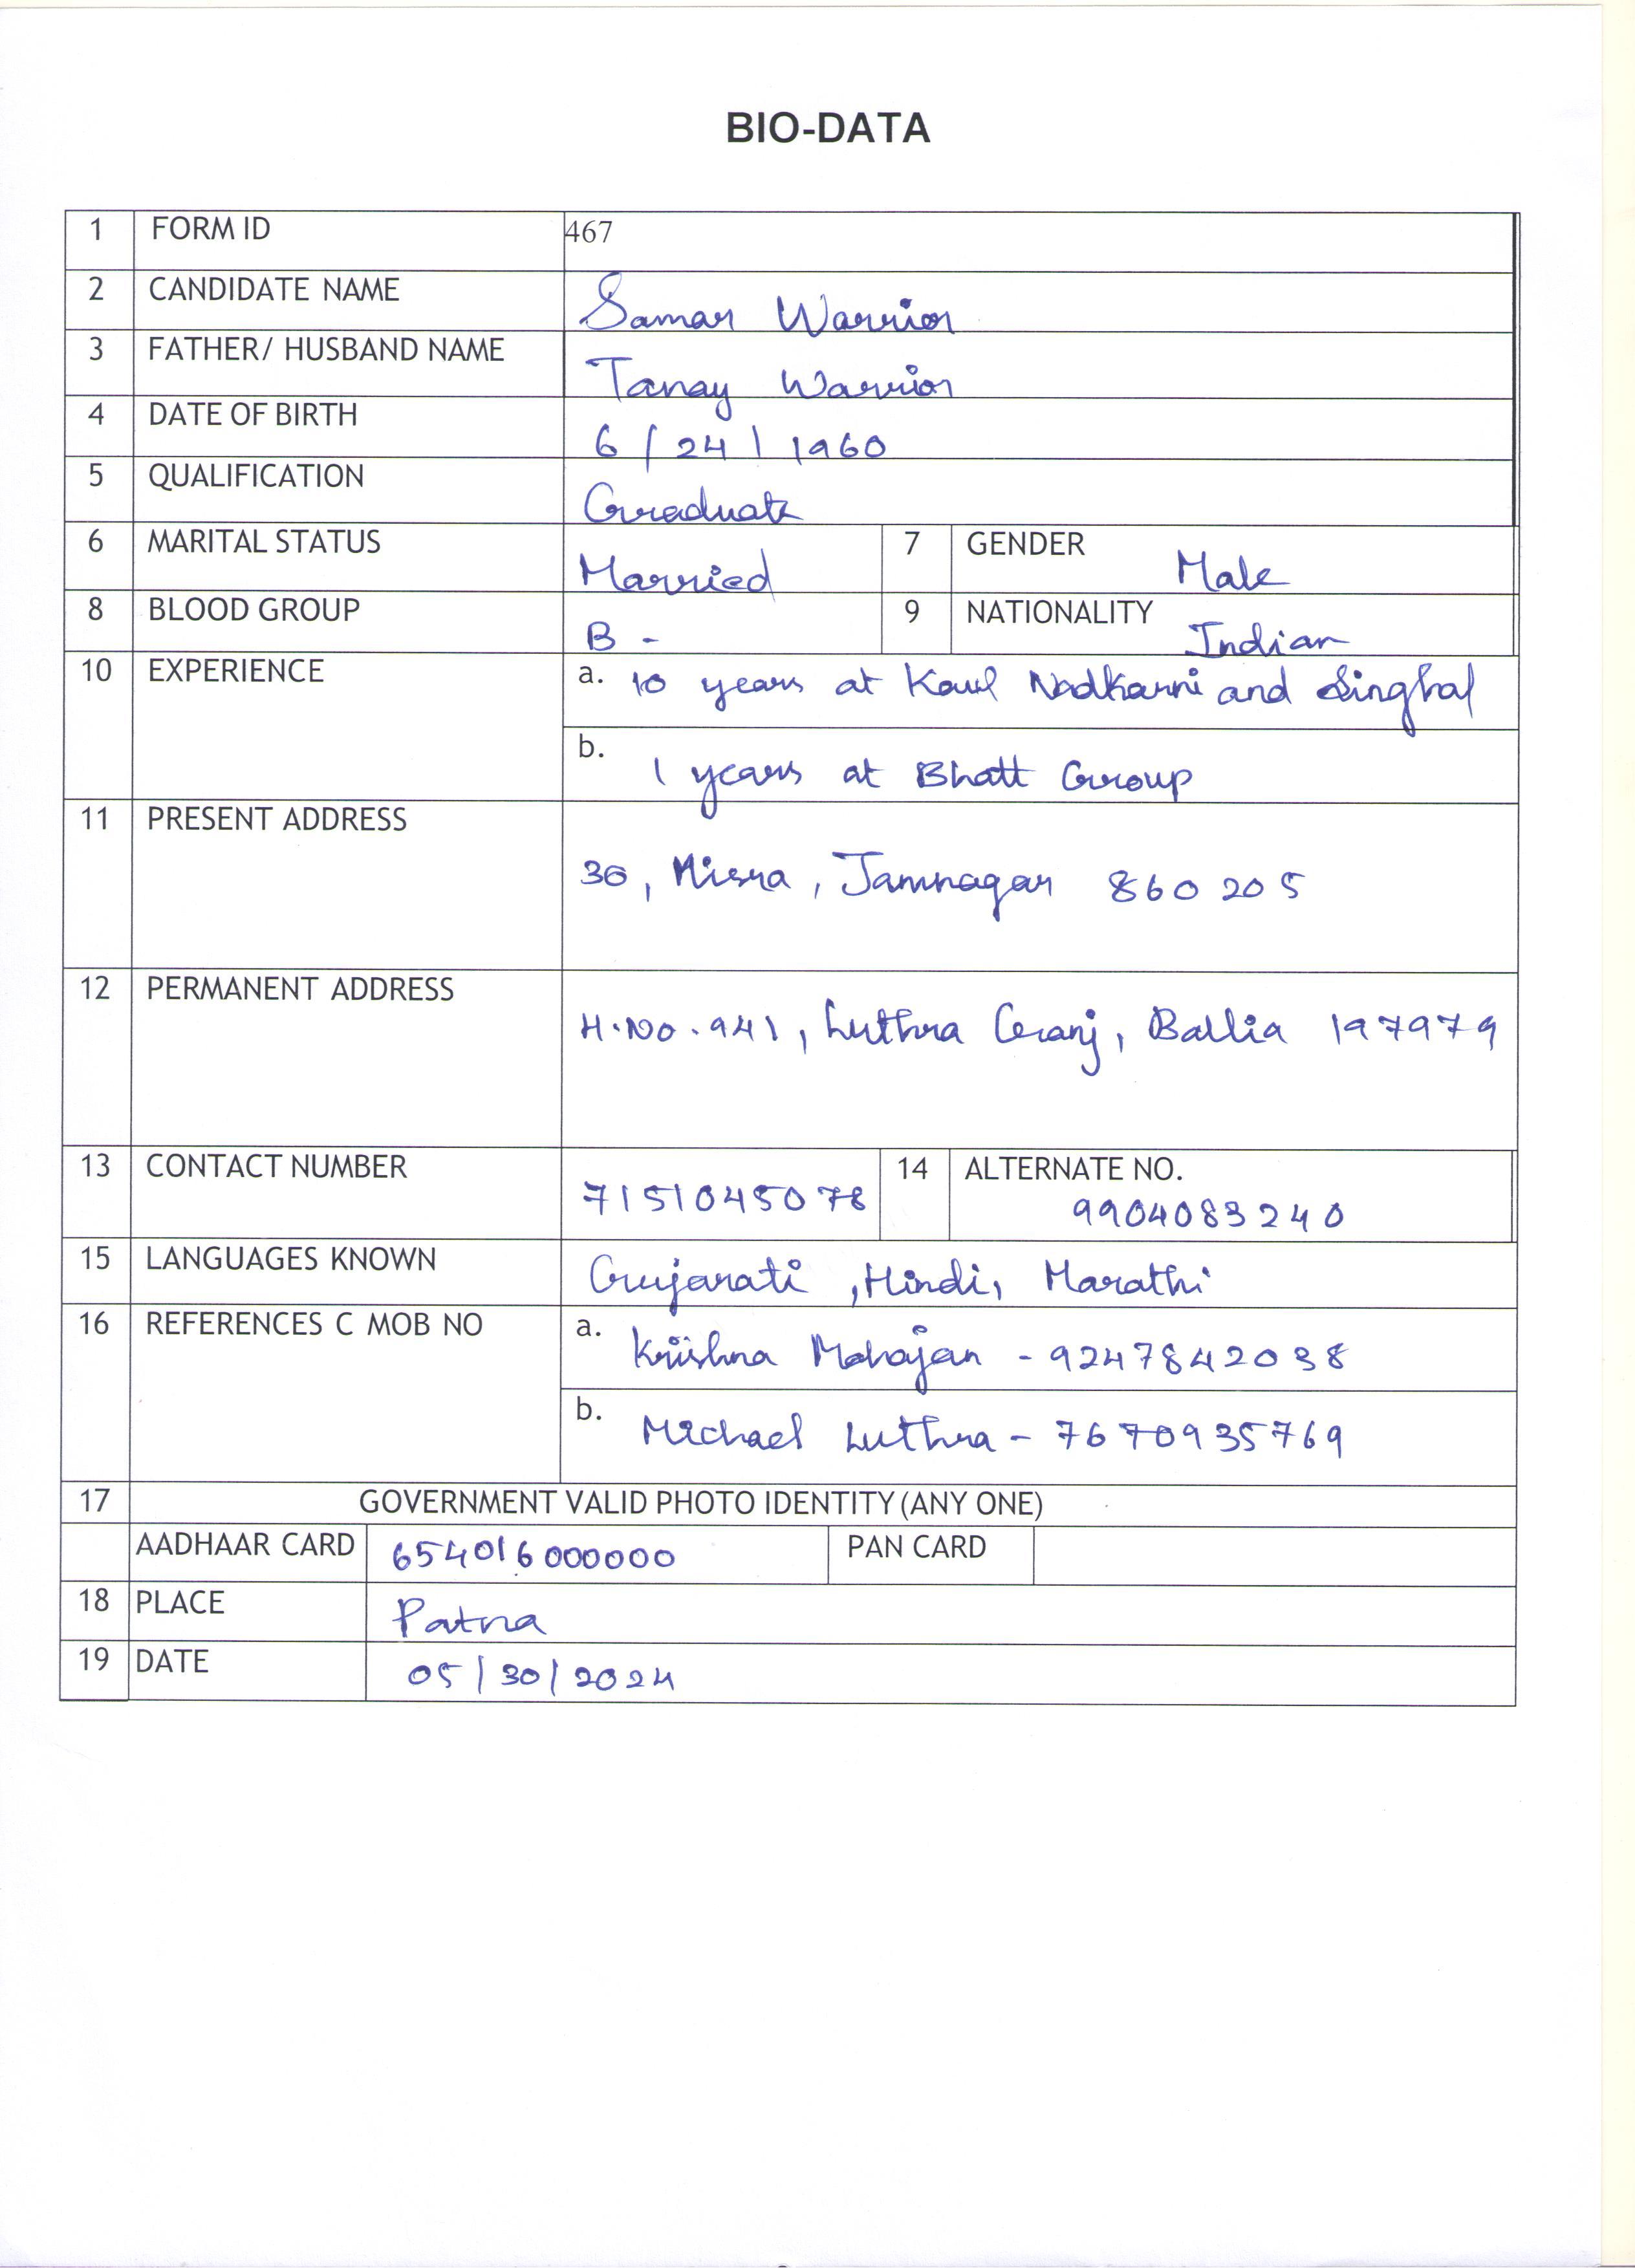 BIO-DATA
1 FORM ID 467
2 CANDIDATE NAME Samar Warrior
3 FATHER/ HUSBAND NAME Tanay Warrior
4 DATE OF BIRTH 6/24/1960
5 QUALIFICATION Graduate
6 MARITAL STATUS Married 7 GENDER Male
8 BLOOD GROUP B - 9 NATIONALITY Indian
10 EXPERIENCE a. 10 years at Kaul Nadkarni and Singhal
b. 1 years at Bhatt Group
11 PRESENT ADDRESS
36, Misra, Jamnagar 860205
12 PERMANENT ADDRESS
H.No.941, Luthra Ganj, Ballia 197979
13 CONTACT NUMBER 7151045078 14 ALTERNATE NO. 9904083240
15 LANGUAGES KNOWN Gujarati, Hindi, Marathi
16 REFERENCES C MOB NO a. Krishna Mahajan - 9247842038
b. Michael Luthra - 7670935769
17 GOVERNMENT VALID PHOTO IDENTITY (ANY ONE)
AADHAAR CARD 654016000000 PAN CARD
18 PLACE Patna
19 DATE 05/30/2024